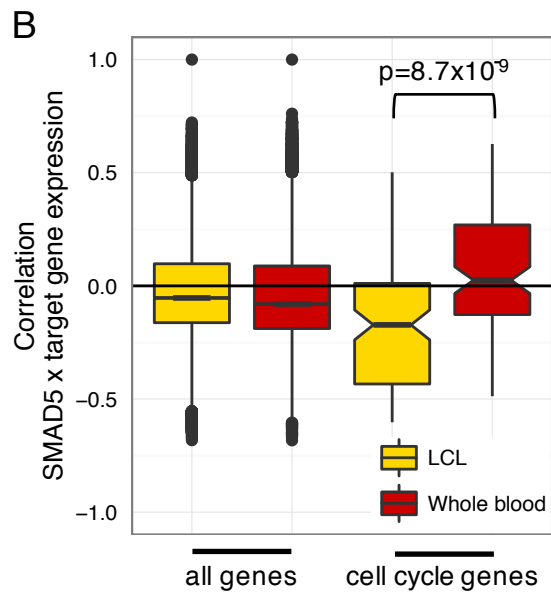 B
p=8.7x10-9
Correlation
SMAD5 x target gene expression
1.0
0.5
0.0
−0.5
−1.0
LCL
Whole blood
all genes
cell cycle genes